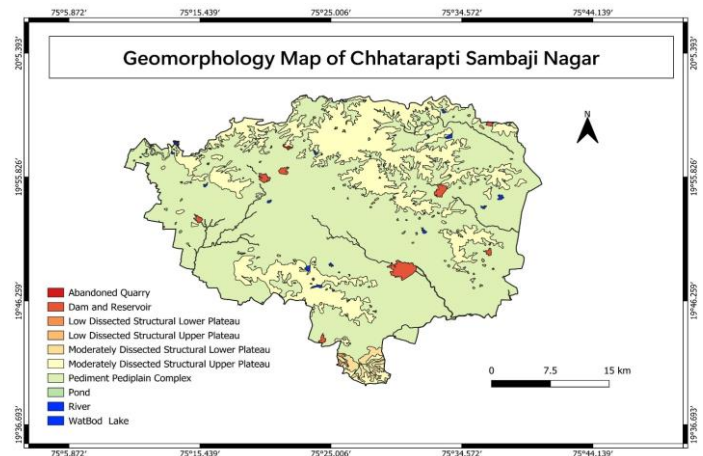 75°5.872' 75°15.439' 75°25.006' 75°34.572' 75°44.139'
Geomorphology Map of Chhatarapti Sambaji Nagar
N
20°5.393' 20°5.393'
19°55.826' 19°55.826'
19°46.259' 19°46.259'
19°36.693' 19°36.693'
Abandoned Quarry
Dam and Reservoir
Low Dissected Structural Lower Plateau
Low Dissected Structural Upper Plateau
Moderately Dissected Structural Lower Plateau
Moderately Dissected Structural Upper Plateau
Pediment Pediplain Complex
Pond
River
WatBod Lake
0 7.5 15 km
75°5.872' 75°15.439' 75°25.006' 75°34.572' 75°44.139'